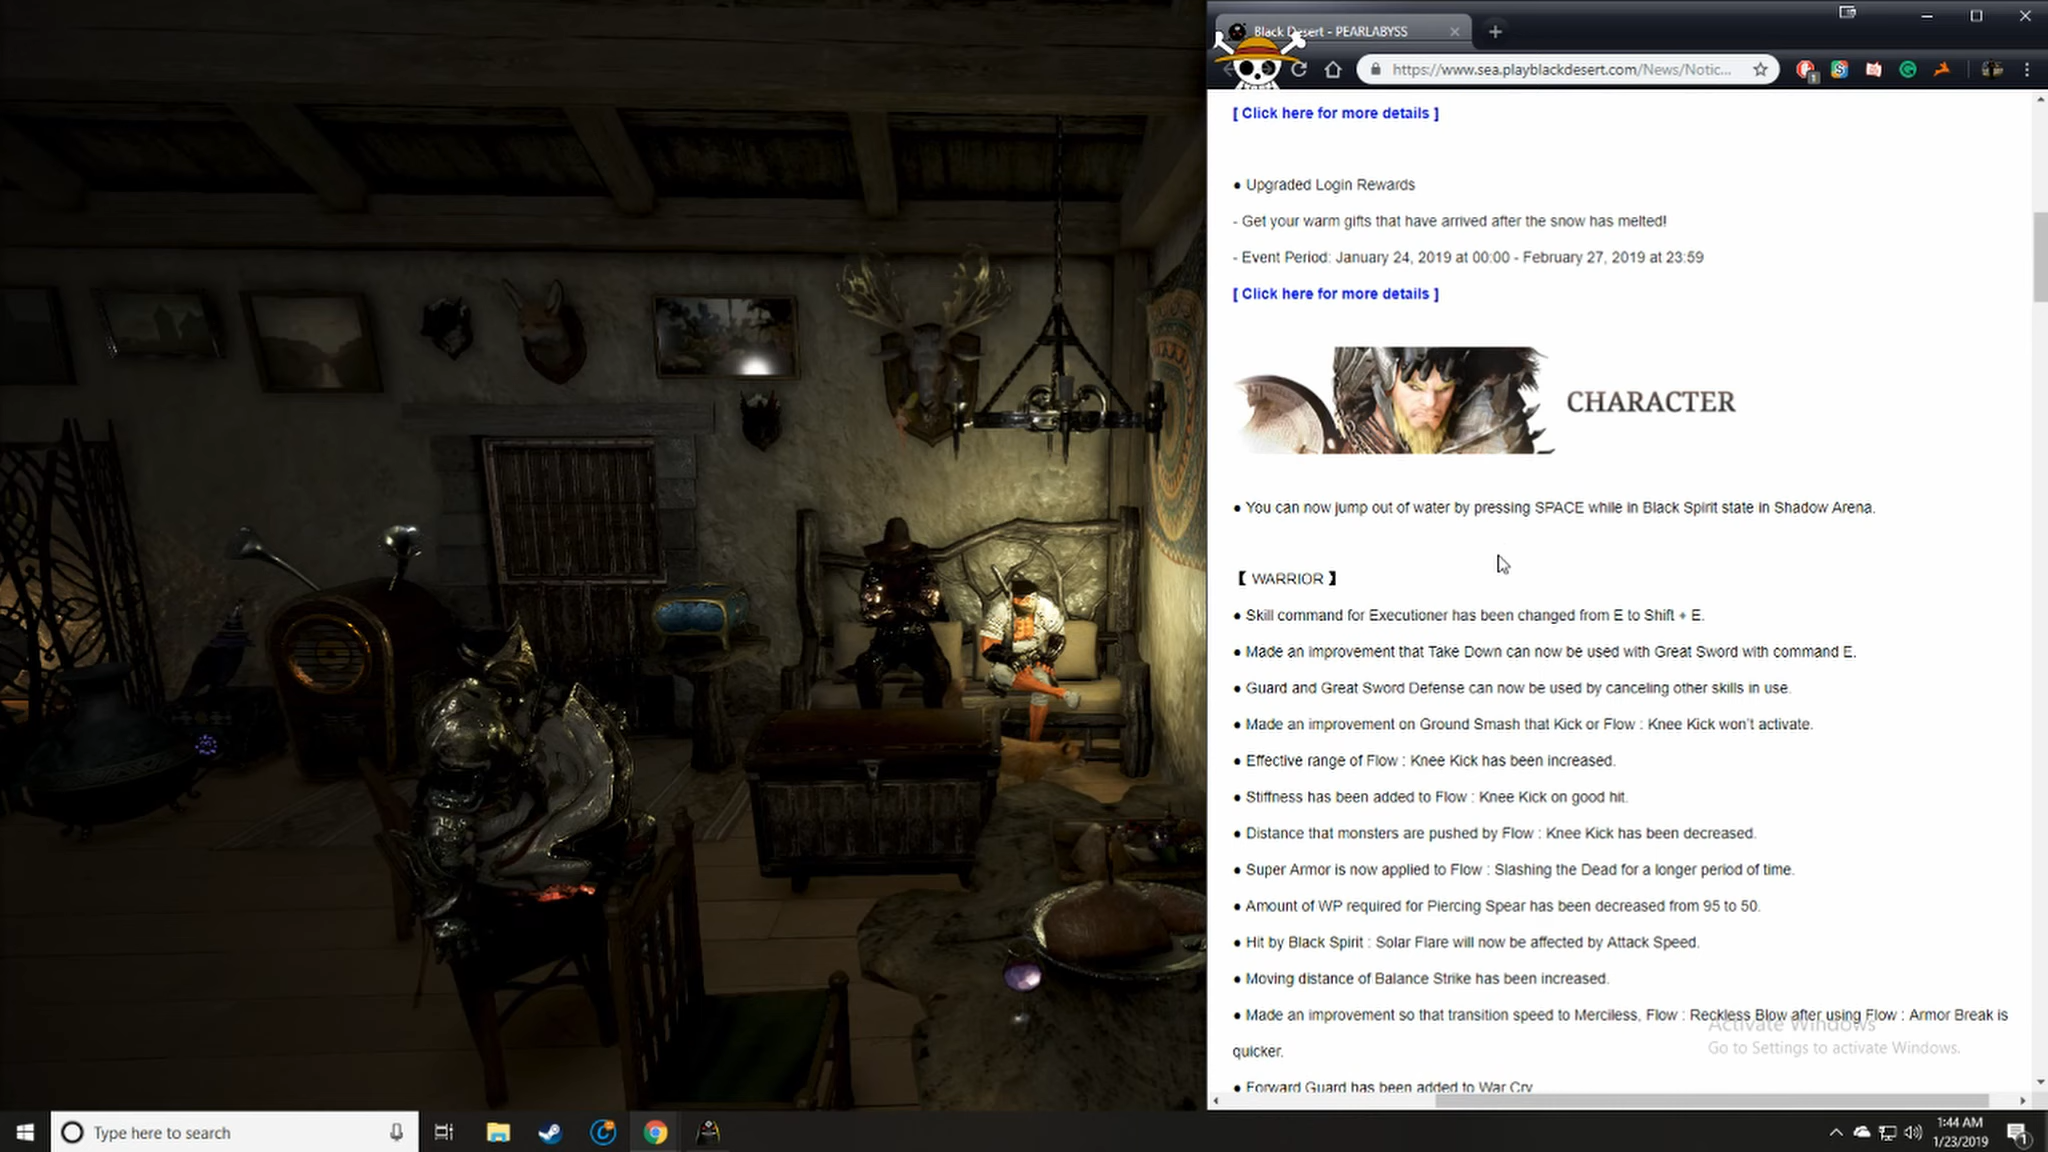 Black Desert - PEARLABYSS
https://www.sea.playblackdesert.com/News/Notic...
[ Click here for more details ]
● Upgraded Login Rewards
- Get your warm gifts that have arrived after the snow has melted!
- Event Period: January 24, 2019 at 00:00 - February 27, 2019 at 23:59
[ Click here for more details ]
CHARACTER
● You can now jump out of water by pressing SPACE while in Black Spirit state in Shadow Arena.
【 WARRIOR 】
● Skill command for Executioner has been changed from E to Shift + E.
● Made an improvement that Take Down can now be used with Great Sword with command E.
● Guard and Great Sword Defense can now be used by canceling other skills in use.
● Made an improvement on Ground Smash that Kick or Flow : Knee Kick won't activate.
● Effective range of Flow : Knee Kick has been increased.
● Stiffness has been added to Flow : Knee Kick on good hit.
● Distance that monsters are pushed by Flow : Knee Kick has been decreased.
● Super Armor is now applied to Flow : Slashing the Dead for a longer period of time.
● Amount of WP required for Piercing Spear has been decreased from 95 to 50.
● Hit by Black Spirit : Solar Flare will now be affected by Attack Speed.
● Moving distance of Balance Strike has been increased.
● Made an improvement so that transition speed to Merciless, Flow : Reckless Blow after using Flow : Armor Break is
quicker.
● Forward Guard has been added to War Cry
Activate Windows
Go to Settings to activate Windows.
Type here to search
1:44 AM
1/23/2019
1